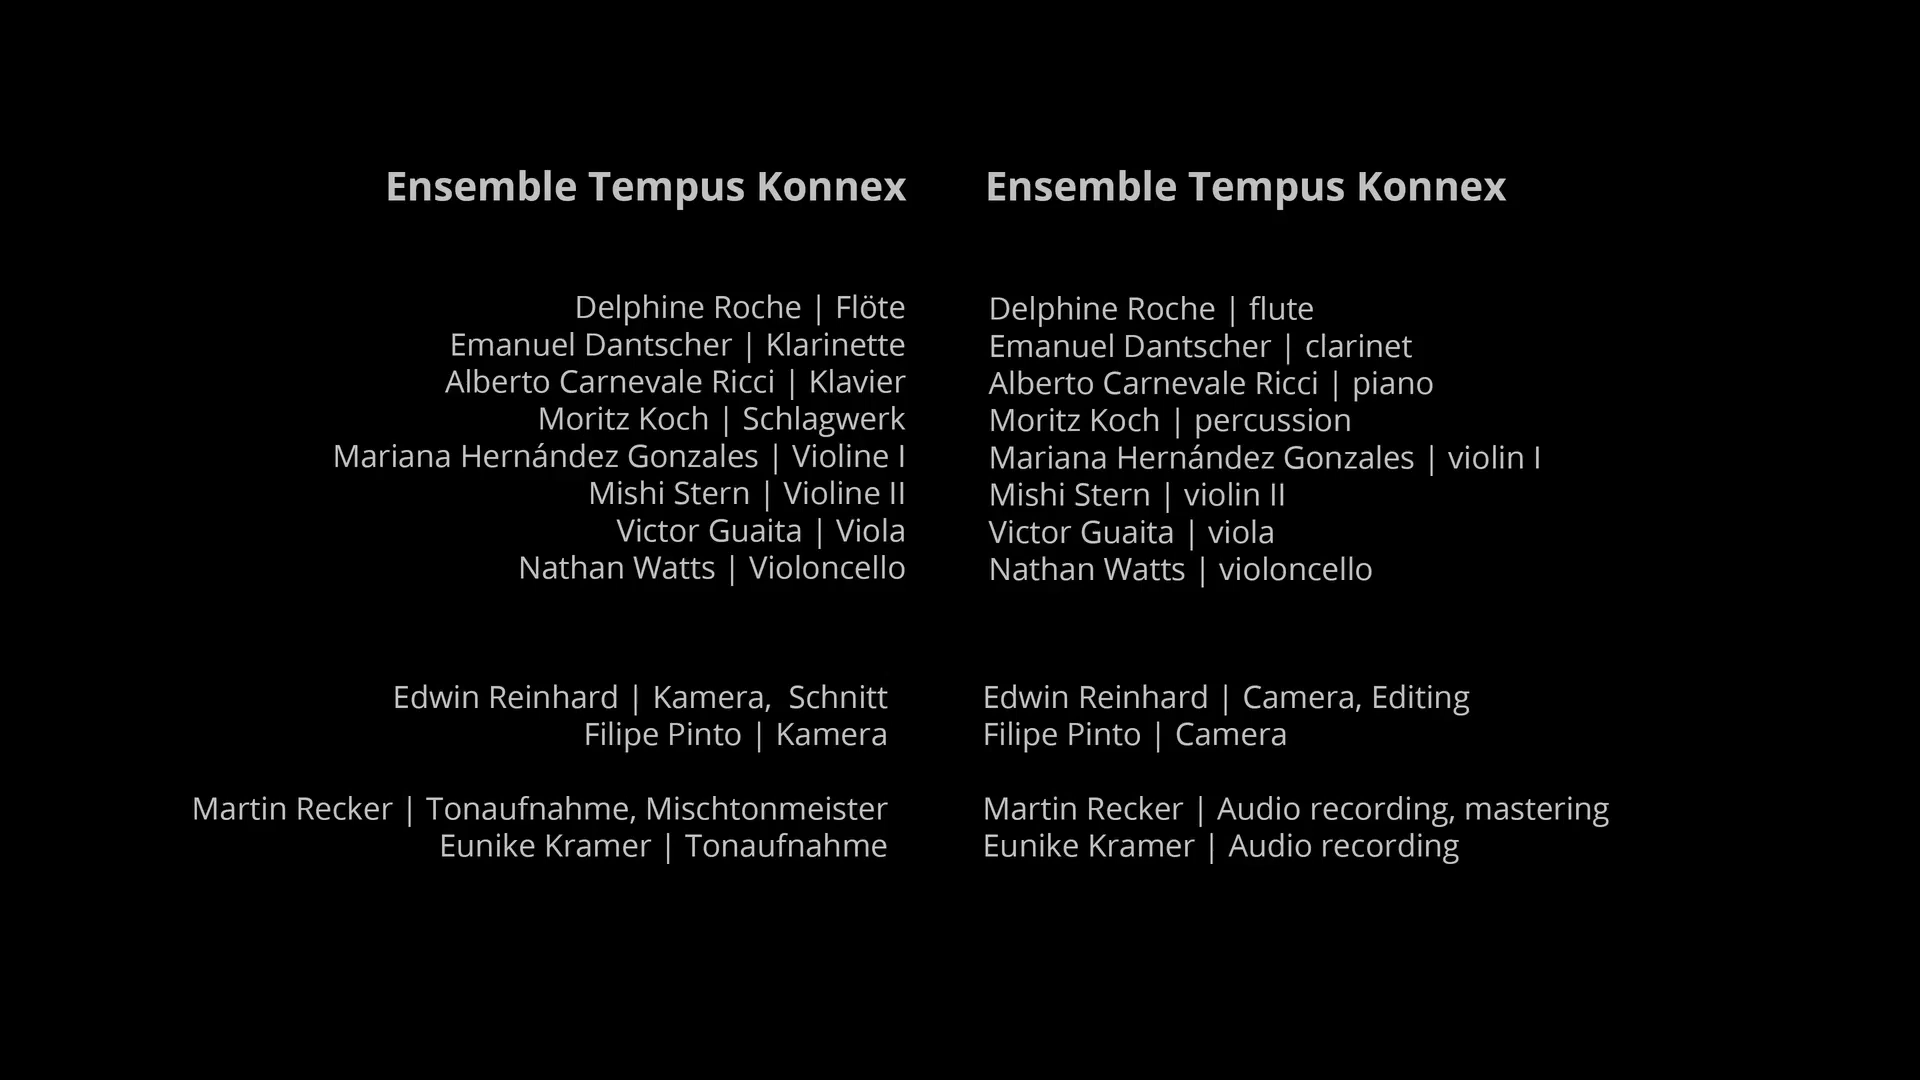 Ensemble Tempus Konnex
Delphine Roche | Flöte
Emanuel Dantscher | Klarinette
Alberto Carnevale Ricci | Klavier
Moritz Koch | Schlagwerk
Mariana Hernández Gonzales | Violine I
Mishi Stern | Violine II
Victor Guaita | Viola
Nathan Watts | Violoncello
Edwin Reinhard | Kamera,  Schnitt
Filipe Pinto | Kamera
Martin Recker | Tonaufnahme, Mischtonmeister
Eunike Kramer | Tonaufnahme
Ensemble Tempus Konnex
Delphine Roche | flute
Emanuel Dantscher | clarinet
Alberto Carnevale Ricci | piano
Moritz Koch | percussion
Mariana Hernández Gonzales | violin I
Mishi Stern | violin II
Victor Guaita | viola
Nathan Watts | violoncello
Edwin Reinhard | Camera, Editing
Filipe Pinto | Camera
Martin Recker | Audio recording, mastering
Eunike Kramer | Audio recording